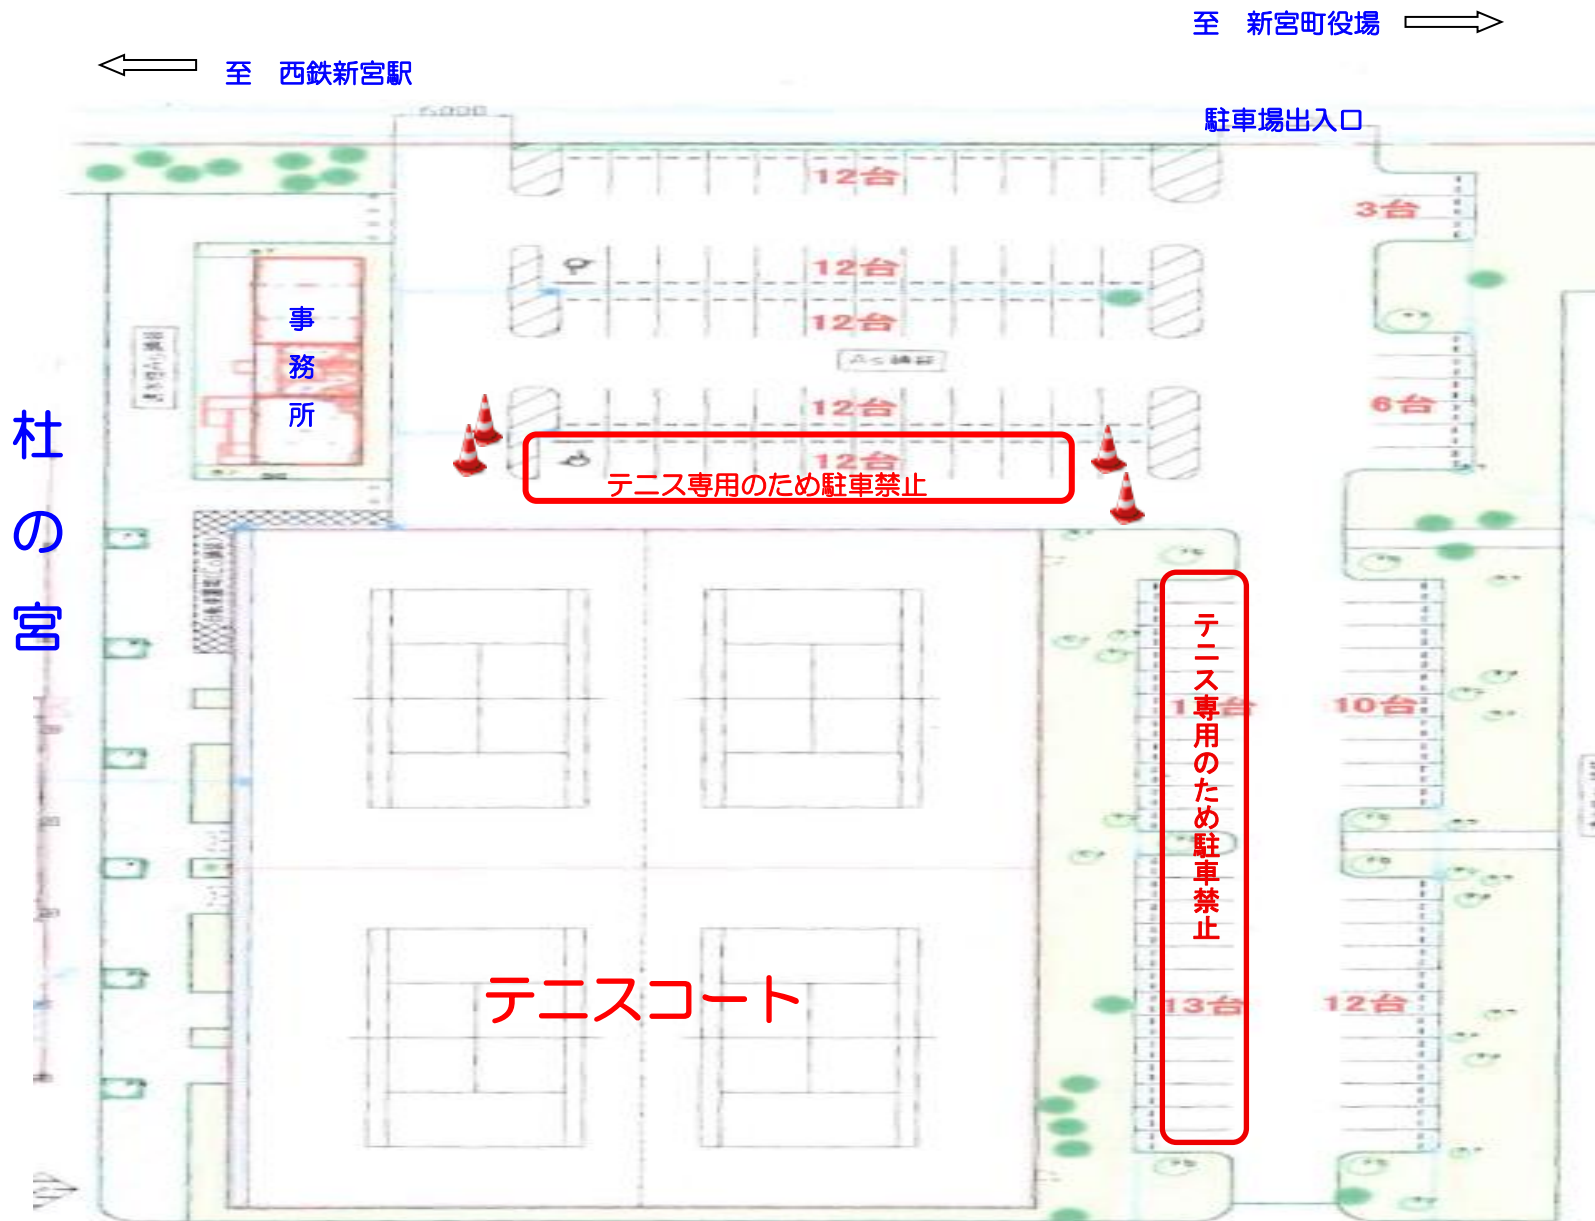 至　新宮町役場
至　西鉄新宮駅
駐車場出入口
12台
3台
12台
12台
事務所
12台
6台
12台
テニス専用のため駐車禁止
杜の宮
テニス専用のため駐車禁止
10台
テニスコート
13台
12台